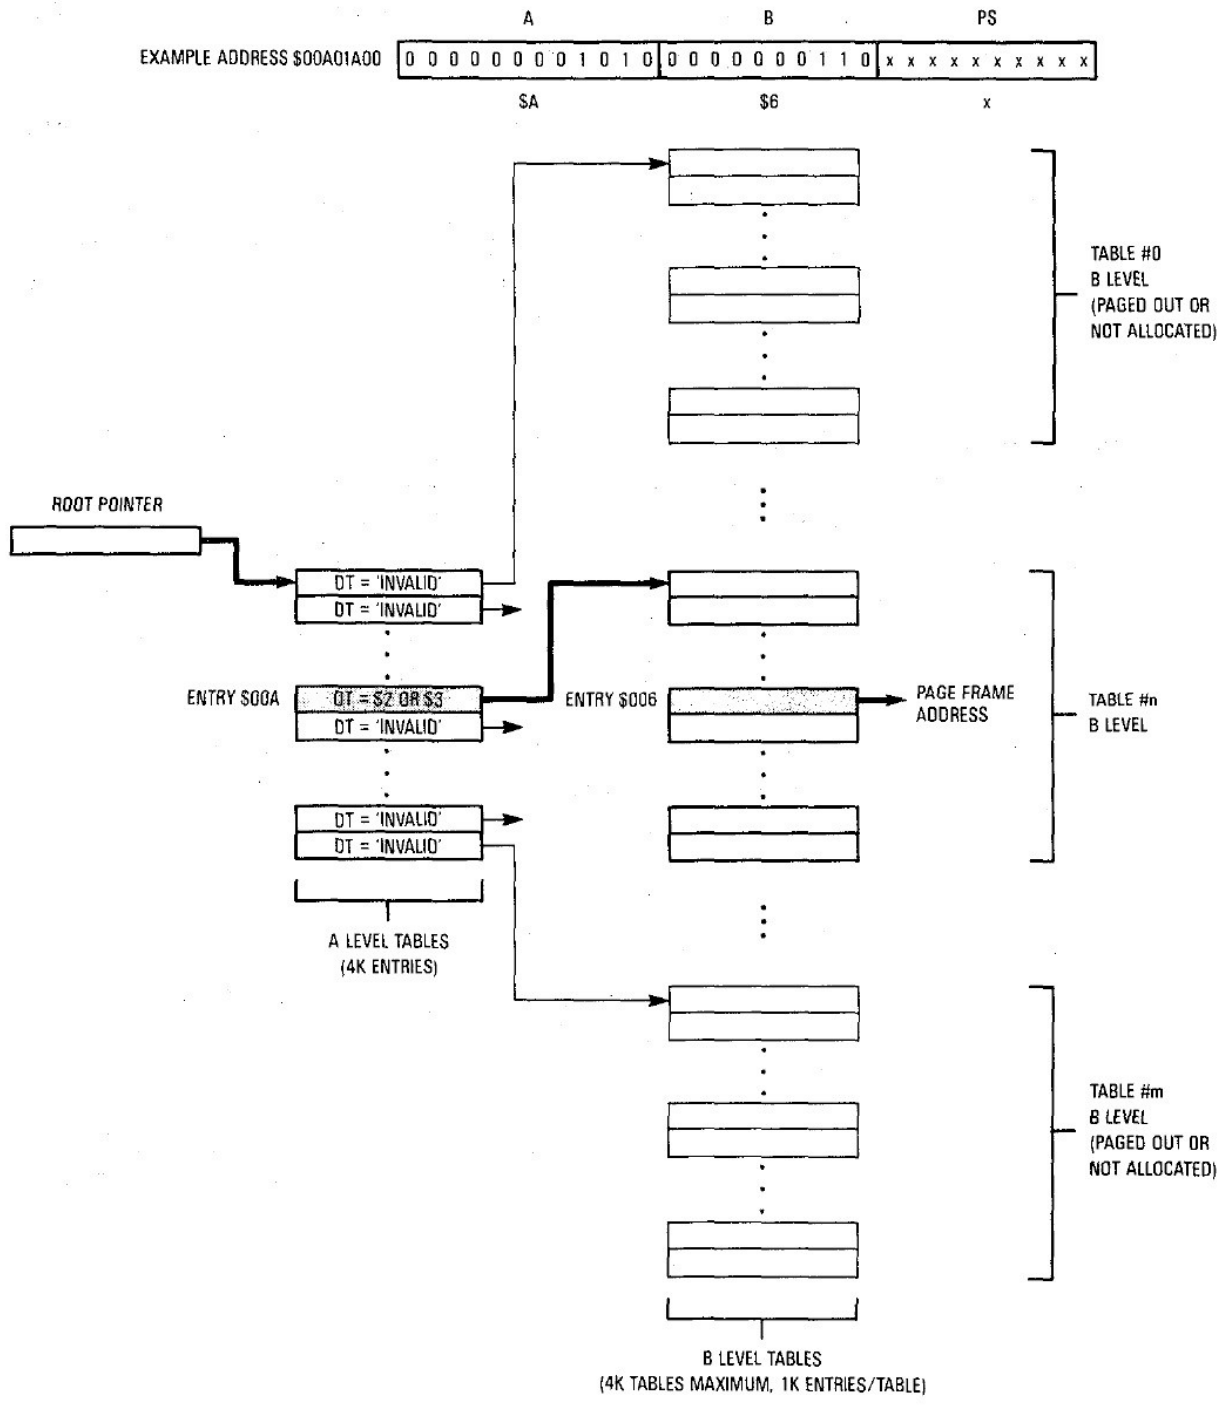 A B PS
EXAMPLE ADDRESS $00A01A00 0 0 0 0 0 0 0 0 1 0 1 0 0 0 0 0 0 0 0 1 1 0 x x x x x x x x x x
$A $6 x
TABLE #0
B LEVEL
(PAGED OUT OR
NOT ALLOCATED)
ROOT POINTER
DT = 'INVALID'
DT = 'INVALID'
ENTRY $00A DT = $2 OR $3 ENTRY $006 PAGE FRAME
ADDRESS
TABLE #n
B LEVEL
DT = 'INVALID'
DT = 'INVALID'
DT = 'INVALID'
A LEVEL TABLES
(4K ENTRIES)
TABLE #m
B LEVEL
(PAGED OUT OR
NOT ALLOCATED)
B LEVEL TABLES
(4K TABLES MAXIMUM, 1K ENTRIES/TABLE)